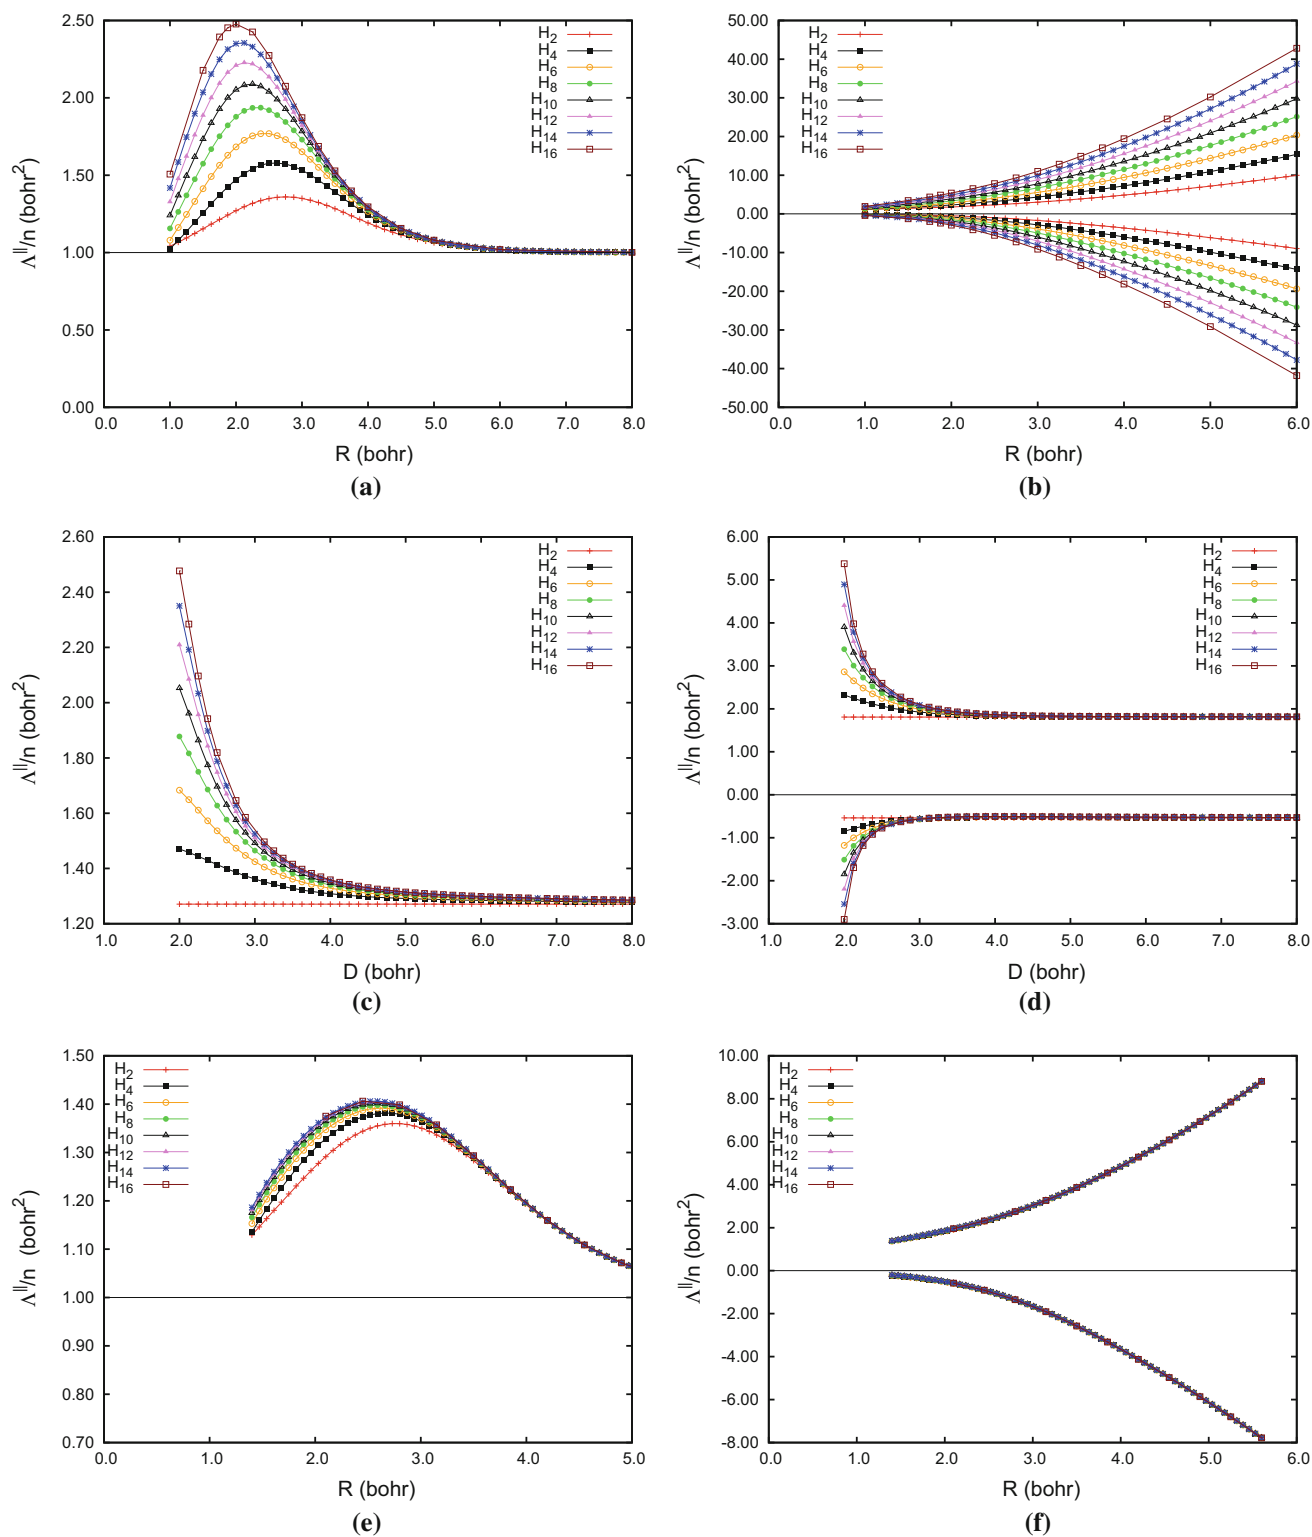 2.50
2.00
1.50
1.00
0.50
0.00
0.0 1.0 2.0 3.0 4.0 5.0 6.0 7.0 8.0
Λ||/n (bohr2)
R (bohr)
H2
H4
H6
H8
H10
H12
H14
H16
(a)
50.00
40.00
30.00
20.00
10.00
0.00
-10.00
-20.00
-30.00
-40.00
-50.00
0.0 1.0 2.0 3.0 4.0 5.0 6.0
Λ||/n (bohr2)
R (bohr)
H2
H4
H6
H8
H10
H12
H14
H16
(b)
2.60
2.40
2.20
2.00
1.80
1.60
1.40
1.20
1.0 2.0 3.0 4.0 5.0 6.0 7.0 8.0
Λ||/n (bohr2)
D (bohr)
H2
H4
H6
H8
H10
H12
H14
H16
(c)
6.00
5.00
4.00
3.00
2.00
1.00
0.00
-1.00
-2.00
-3.00
1.0 2.0 3.0 4.0 5.0 6.0 7.0 8.0
Λ||/n (bohr2)
D (bohr)
H2
H4
H6
H8
H10
H12
H14
H16
(d)
1.50
1.40
1.30
1.20
1.10
1.00
0.90
0.80
0.70
0.0 1.0 2.0 3.0 4.0 5.0
Λ||/n (bohr2)
R (bohr)
H2
H4
H6
H8
H10
H12
H14
H16
(e)
10.00
8.00
6.00
4.00
2.00
0.00
-2.00
-4.00
-6.00
-8.00
0.0 1.0 2.0 3.0 4.0 5.0 6.0
Λ||/n (bohr2)
R (bohr)
H2
H4
H6
H8
H10
H12
H14
H16
(f)